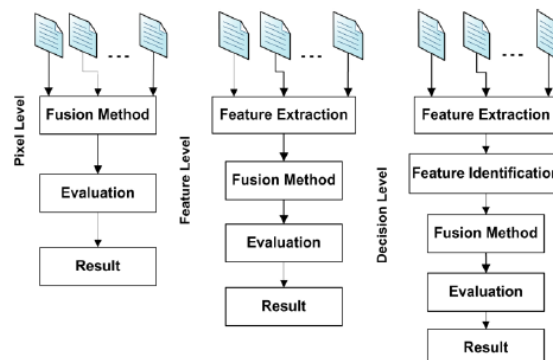 ...
...
...
Pixel Level
Fusion Method
Evaluation
Result
Feature Level
Feature Extraction
Fusion Method
Evaluation
Result
Decision Level
Feature Extraction
Feature Identification
Fusion Method
Evaluation
Result